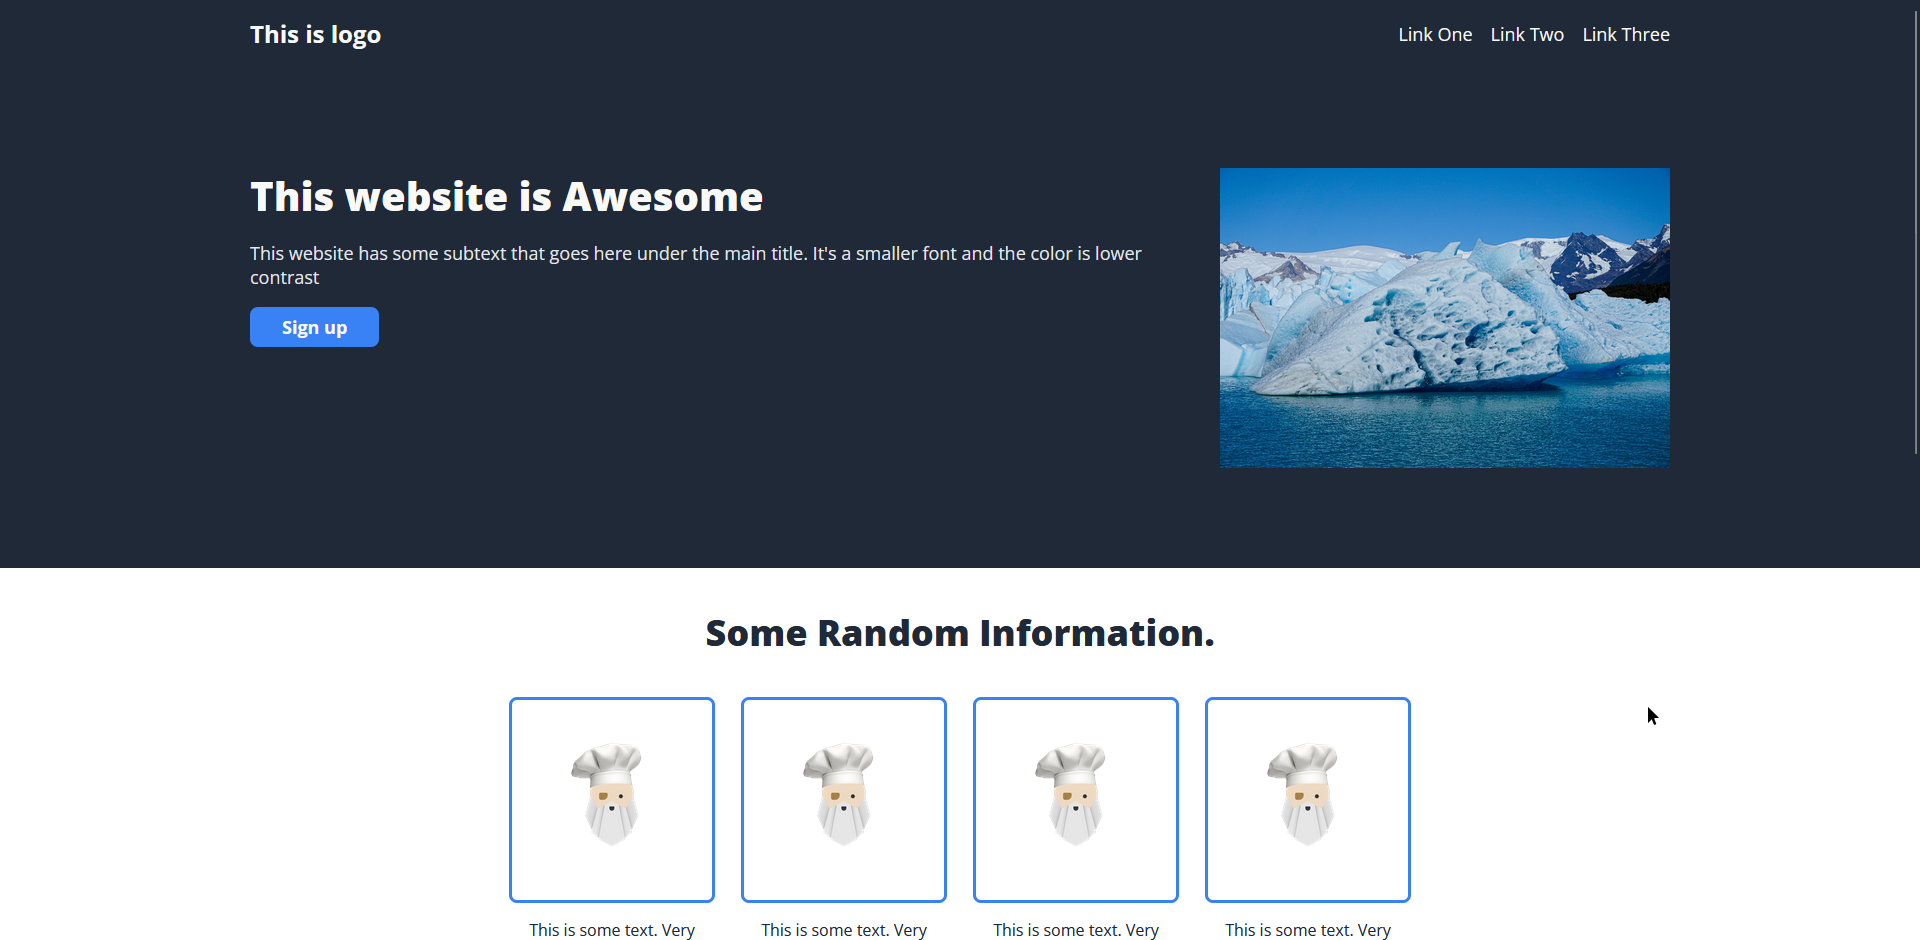 This is logo
Link One Link Two Link Three
This website is Awesome
This website has some subtext that goes here under the main title. It's a smaller font and the color is lower
contrast
Sign up
Some Random Information.
This is some text. Very
This is some text. Very
This is some text. Very
This is some text. Very